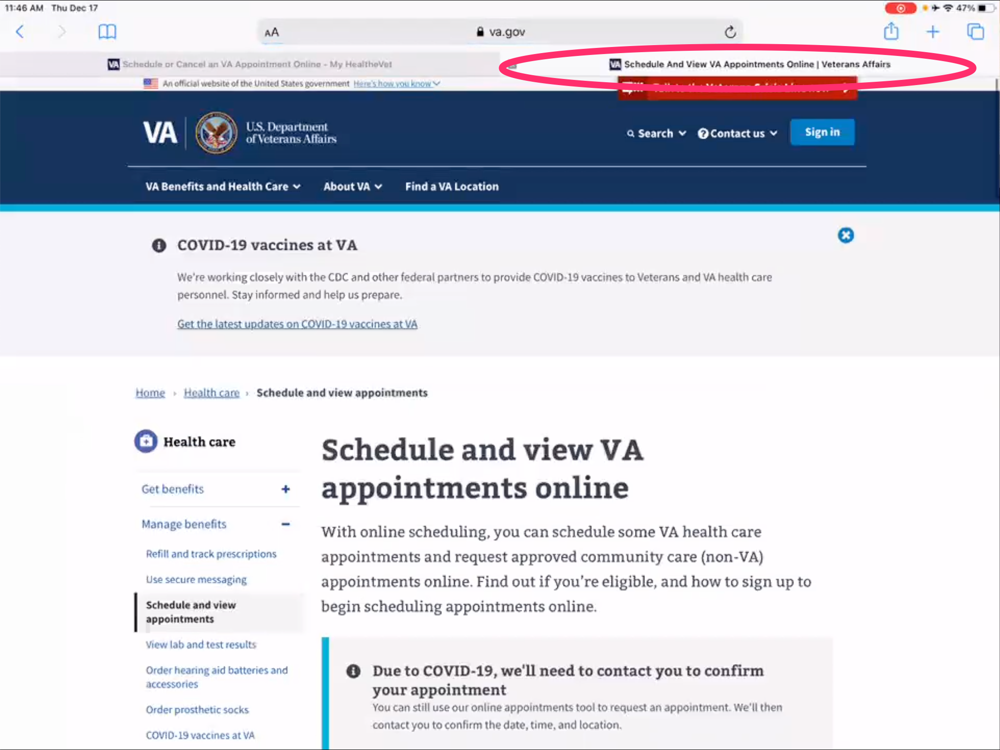 11:46 AM Thu Dec 17
47%
AA
va.gov
VA Schedule or Cancel an VA Appointment Online - My HealtheVet
VA Schedule And View VA Appointments Online | Veterans Affairs
An official website of the United States government Here's how you know
VA
U.S. Department
of Veterans Affairs
Search
Contact us
Sign in
VA Benefits and Health Care
About VA
Find a VA Location
COVID-19 vaccines at VA
We're working closely with the CDC and other federal partners to provide COVID-19 vaccines to Veterans and VA health care
personnel. Stay informed and help us prepare.
Get the latest updates on COVID-19 vaccines at VA
Home › Health care › Schedule and view appointments
Health care
Get benefits +
Manage benefits −
Refill and track prescriptions
Use secure messaging
Schedule and view
appointments
View lab and test results
Order hearing aid batteries and
accessories
Order prosthetic socks
COVID-19 vaccines at VA
Schedule and view VA
appointments online
With online scheduling, you can schedule some VA health care
appointments and request approved community care (non-VA)
appointments online. Find out if you're eligible, and how to sign up to
begin scheduling appointments online.
Due to COVID-19, we'll need to contact you to confirm
your appointment
You can still use our online appointments tool to request an appointment. We'll then
contact you to confirm the date, time, and location.